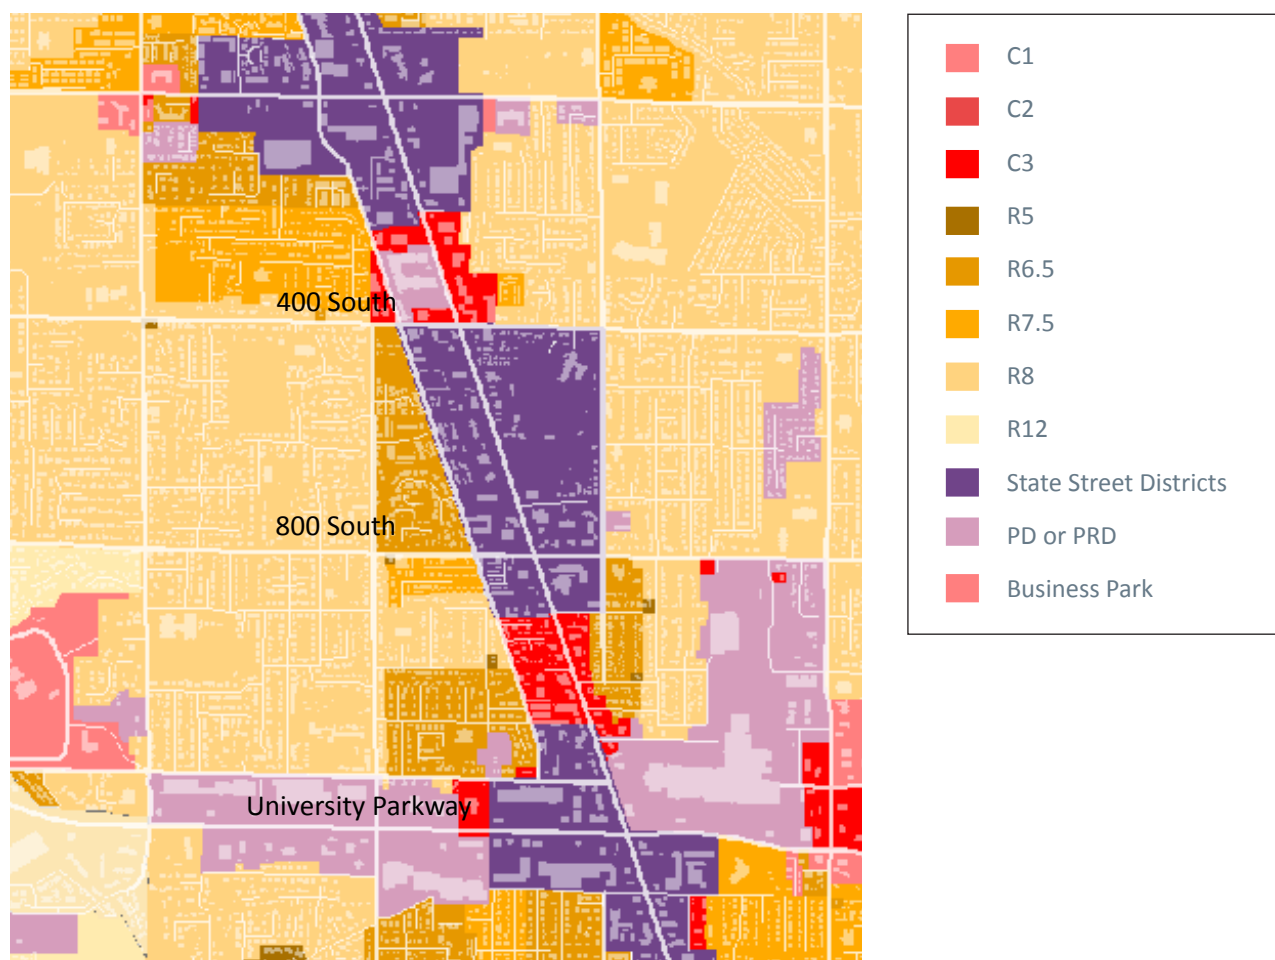 400 South
800 South
University Parkway
C1
C2
C3
R5
R6.5
R7.5
R8
R12
State Street Districts
PD or PRD
Business Park